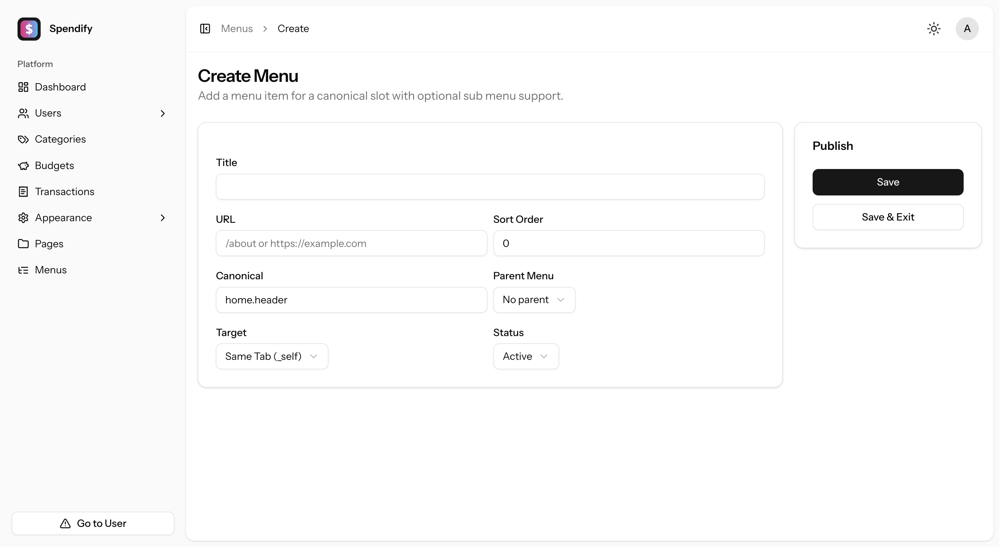 $ Spendify
Platform
Dashboard
Users
Categories
Budgets
Transactions
Appearance
Pages
Menus
Go to User
Menus > Create
A
Create Menu
Add a menu item for a canonical slot with optional sub menu support.
Title
URL
/about or https://example.com
Sort Order
0
Canonical
home.header
Parent Menu
No parent
Target
Same Tab (_self)
Status
Active
Publish
Save
Save & Exit